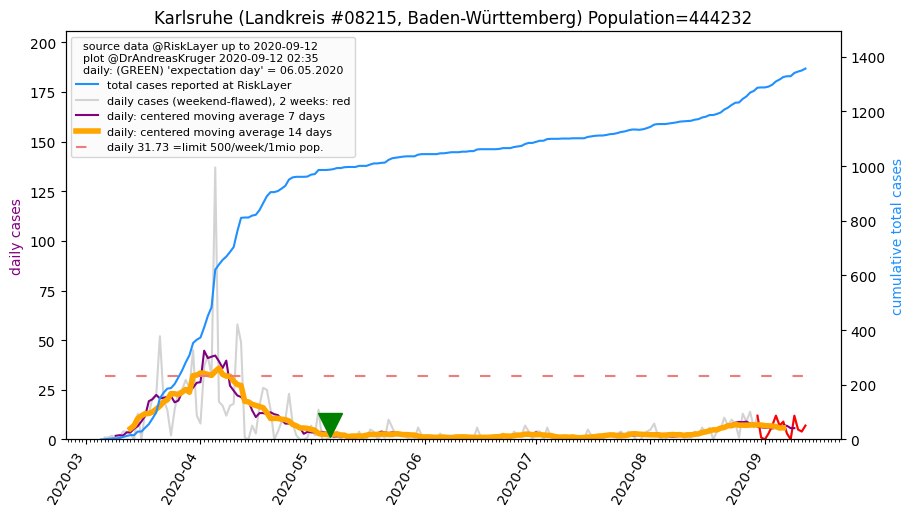 Karlsruhe (Landkreis #08215, Baden-Württemberg) Population=444232
source data @RiskLayer up to 2020-09-12
plot @DrAndreasKruger 2020-09-12 02:35
daily: (GREEN) 'expectation day' = 06.05.2020
total cases reported at RiskLayer
daily cases (weekend-flawed), 2 weeks: red
daily: centered moving average 7 days
daily: centered moving average 14 days
daily 31.73 =limit 500/week/1mio pop.
daily cases
200
175
150
125
100
75
50
25
0
1400
1200
1000
800
600
400
200
0
cumulative total cases
2020-03
2020-04
2020-05
2020-06
2020-07
2020-08
2020-09